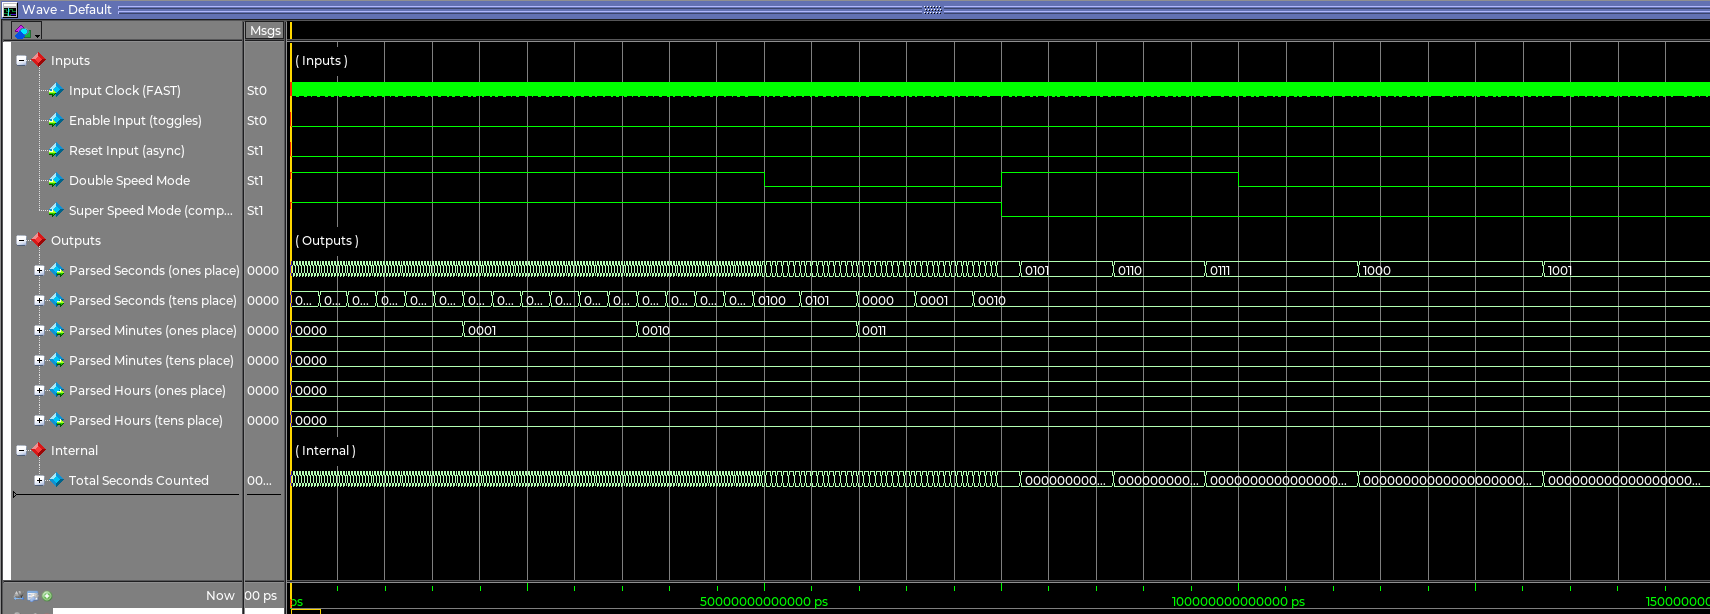 Wave - Default
Msgs
Inputs
( Inputs )
Input Clock (FAST) St0
Enable Input (toggles) St0
Reset Input (async) St1
Double Speed Mode St1
Super Speed Mode (comp... St1
Outputs
( Outputs )
Parsed Seconds (ones place) 0000 0101 0110 0111 1000 1001
Parsed Seconds (tens place) 0000 0... 0... 0... 0... 0... 0... 0... 0... 0... 0... 0... 0... 0... 0... 0... 0... 0100 0101 0000 0001 0010
Parsed Minutes (ones place) 0000 0000 0001 0010 0011
Parsed Minutes (tens place) 0000 0000
Parsed Hours (ones place) 0000 0000
Parsed Hours (tens place) 0000 0000
Internal
( Internal )
Total Seconds Counted 00... 000000000... 000000000... 0000000000000000... 00000000000000000000... 000000000000000000...
Now 00 ps ps 50000000000000 ps 100000000000000 ps 1500000